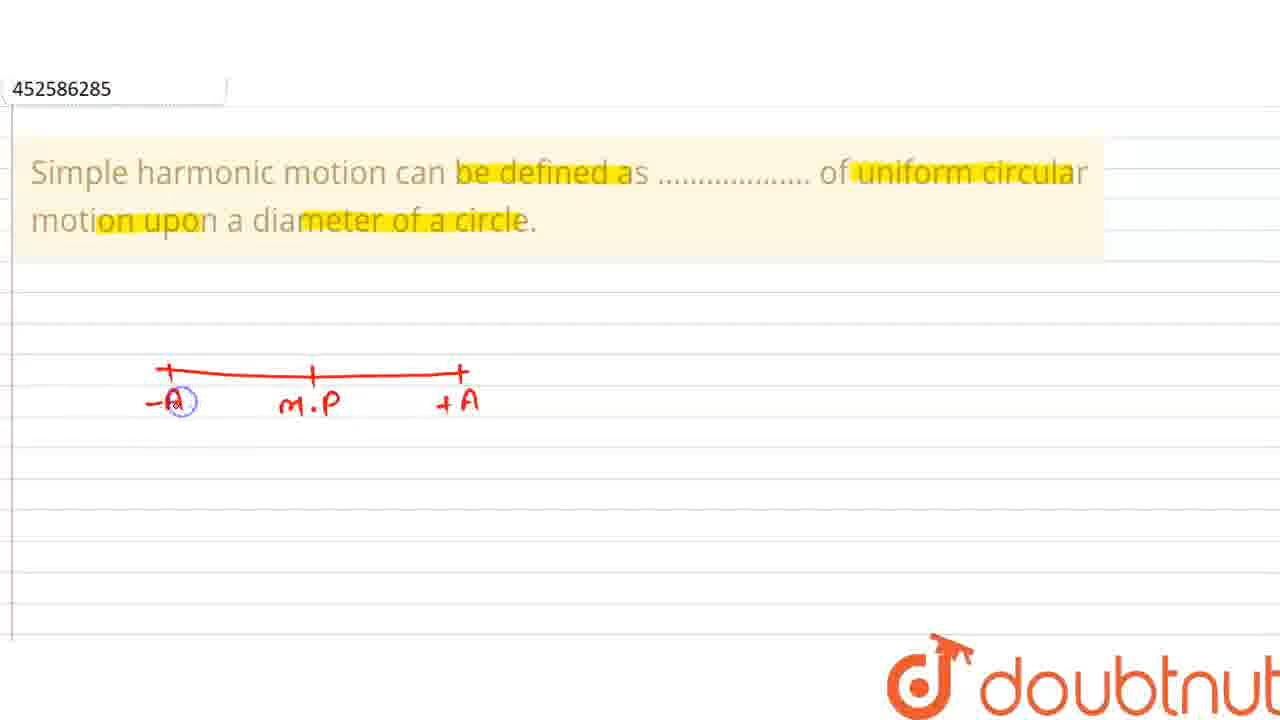 452586285
Simple harmonic motion can be defined as ................... of uniform circular
motion upon a diameter of a circle.
-A M.P +A
doubtnut